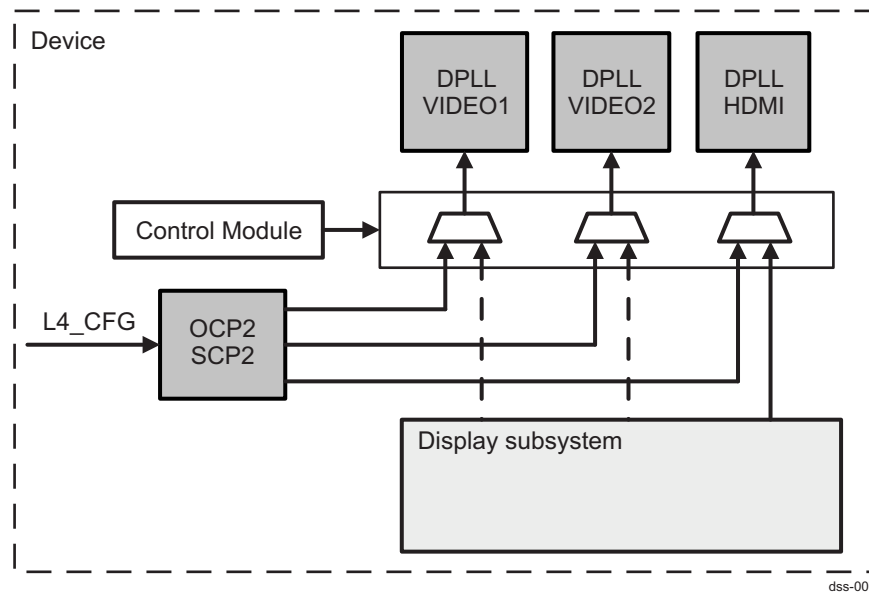 Device
DPLL
VIDEO1
DPLL
VIDEO2
DPLL
HDMI
Control Module
L4_CFG
OCP2
SCP2
Display subsystem
dss-00